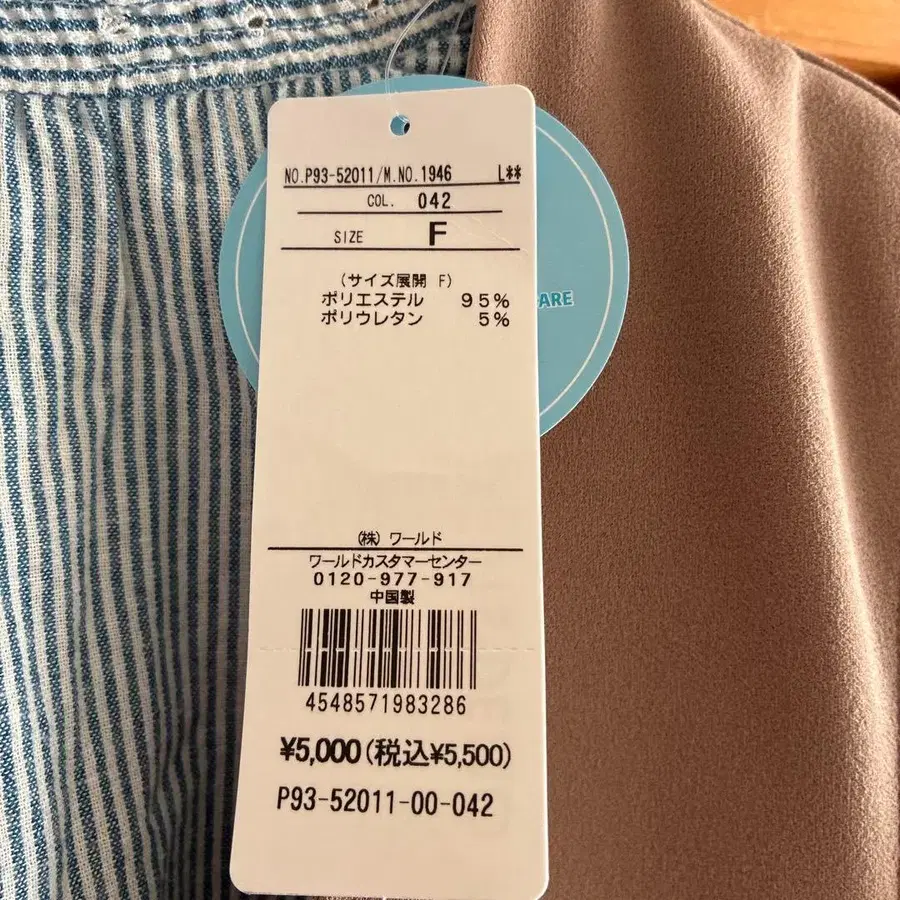 NO.P93-52011/M.NO.1946 L**
COL. 042
SIZE F
(サイズ展開 F)
ポリエステル 95%
ポリウレタン 5%
ARE
(株) ワールド
ワールドカスタマーセンター
0120-977-917
中国製
4548571983286
¥5,000(税込¥5,500)
P93-52011-00-042